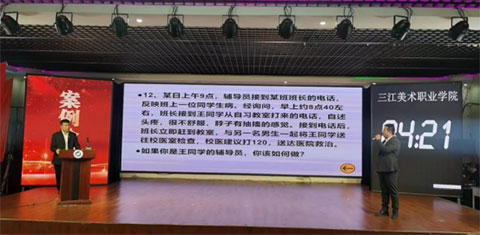 案例
●12、某日上午9点，辅导员接到某班班长的电话，
反映班上一位同学生病，经询问，早上约8点40左
右，班长接到王同学从自习教室打来的电话，自述
头疼，很不舒服，脖子有抽搐的感觉。接到电话后，
班长立即赶到教室，与另一名男生一起将王同学送
往校医室检查，校医建议打120，送达医院救治。
●如果你是王同学的辅导员，你该如何做？
三江美术职业学院
04:21